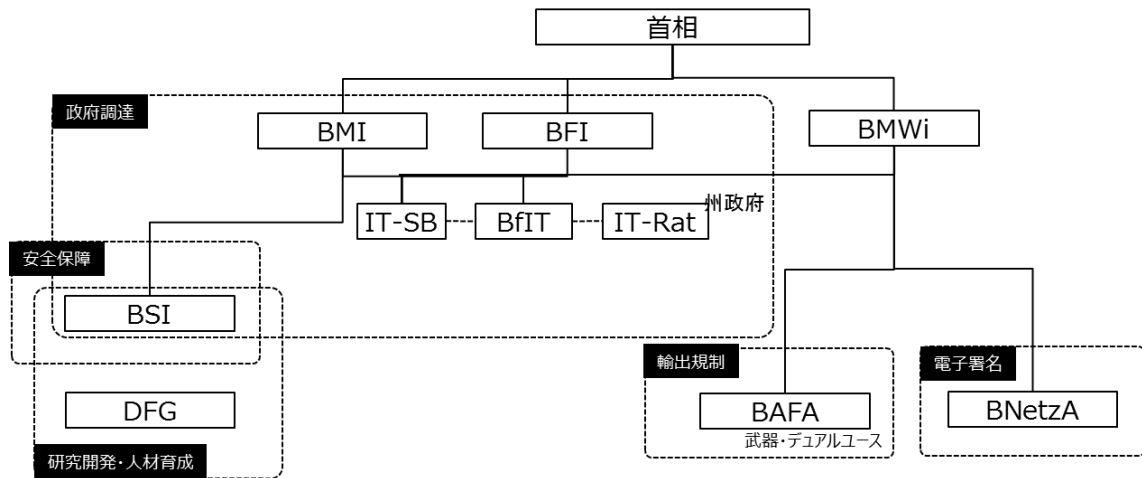 首相
政府調達
BMI
BFI
BMWi
州政府
IT-SB
BfIT
IT-Rat
安全保障
BSI
輸出規制
電子署名
DFG
BAFA
BNetzA
武器・デュアルユース
研究開発・人材育成